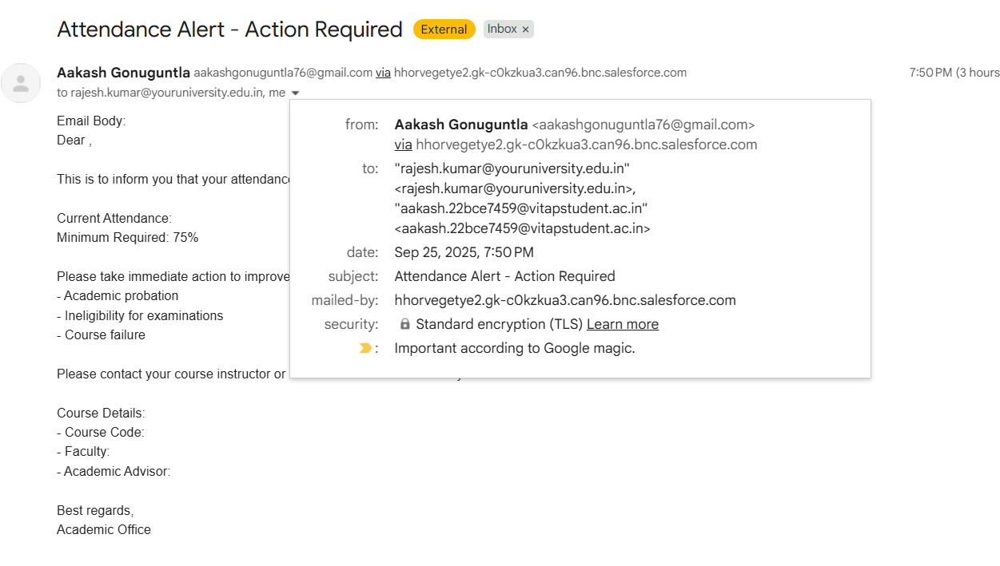 Attendance Alert - Action Required External Inbox ×
Aakash Gonuguntla aakashgonuguntla76@gmail.com via hhorvegetye2.gk-c0kzkua3.can96.bnc.salesforce.com 7:50 PM (3 hours
to rajesh.kumar@youruniversity.edu.in, me
from: Aakash Gonuguntla <aakashgonuguntla76@gmail.com>
via hhorvegetye2.gk-c0kzkua3.can96.bnc.salesforce.com
to: "rajesh.kumar@youruniversity.edu.in"
<rajesh.kumar@youruniversity.edu.in>,
"aakash.22bce7459@vitapstudent.ac.in"
<aakash.22bce7459@vitapstudent.ac.in>
date: Sep 25, 2025, 7:50 PM
subject: Attendance Alert - Action Required
mailed-by: hhorvegetye2.gk-c0kzkua3.can96.bnc.salesforce.com
security: Standard encryption (TLS) Learn more
: Important according to Google magic.
Email Body:
Dear ,
This is to inform you that your attendance
Current Attendance:
Minimum Required: 75%
Please take immediate action to improve
- Academic probation
- Ineligibility for examinations
- Course failure
Please contact your course instructor or
Course Details:
- Course Code:
- Faculty:
- Academic Advisor:
Best regards,
Academic Office